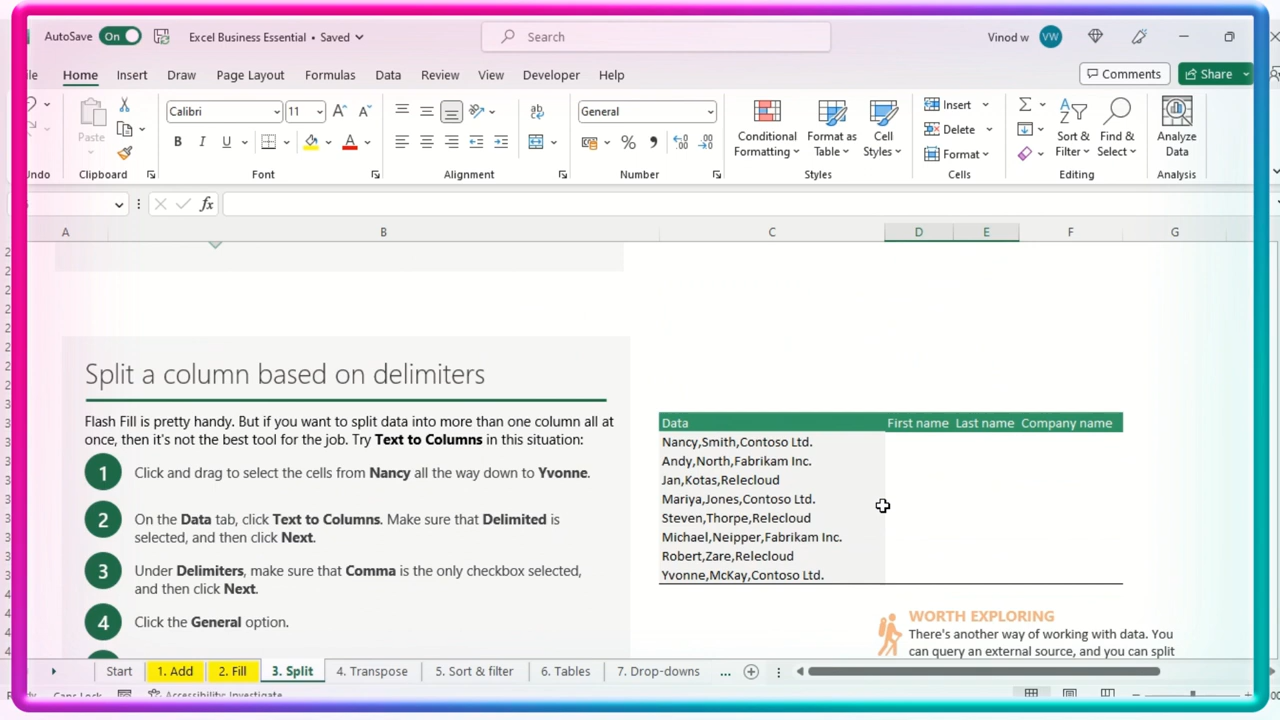 AutoSave On Excel Business Essential • Saved Search Vinod w VW
Home Insert Draw Page Layout Formulas Data Review View Developer Help Comments Share
Paste Calibri 11 General Conditional Formatting Format as Table Cell Styles Insert Delete Format Sort & Filter Find & Select Analyze Data
B I U A % ,
Clipboard Font Alignment Number Styles Cells Editing Analysis
fx
A B C D E F G
Split a column based on delimiters
Flash Fill is pretty handy. But if you want to split data into more than one column all at
once, then it's not the best tool for the job. Try Text to Columns in this situation:
1 Click and drag to select the cells from Nancy all the way down to Yvonne.
2 On the Data tab, click Text to Columns. Make sure that Delimited is
selected, and then click Next.
3 Under Delimiters, make sure that Comma is the only checkbox selected,
and then click Next.
4 Click the General option.
Data First name Last name Company name
Nancy,Smith,Contoso Ltd.
Andy,North,Fabrikam Inc.
Jan,Kotas,Relecloud
Mariya,Jones,Contoso Ltd.
Steven,Thorpe,Relecloud
Michael,Neipper,Fabrikam Inc.
Robert,Zare,Relecloud
Yvonne,McKay,Contoso Ltd.
WORTH EXPLORING
There's another way of working with data. You
can query an external source, and you can split
Start 1. Add 2. Fill 3. Split 4. Transpose 5. Sort & filter 6. Tables 7. Drop-downs ...
Caps Lock Accessibility: Investigate